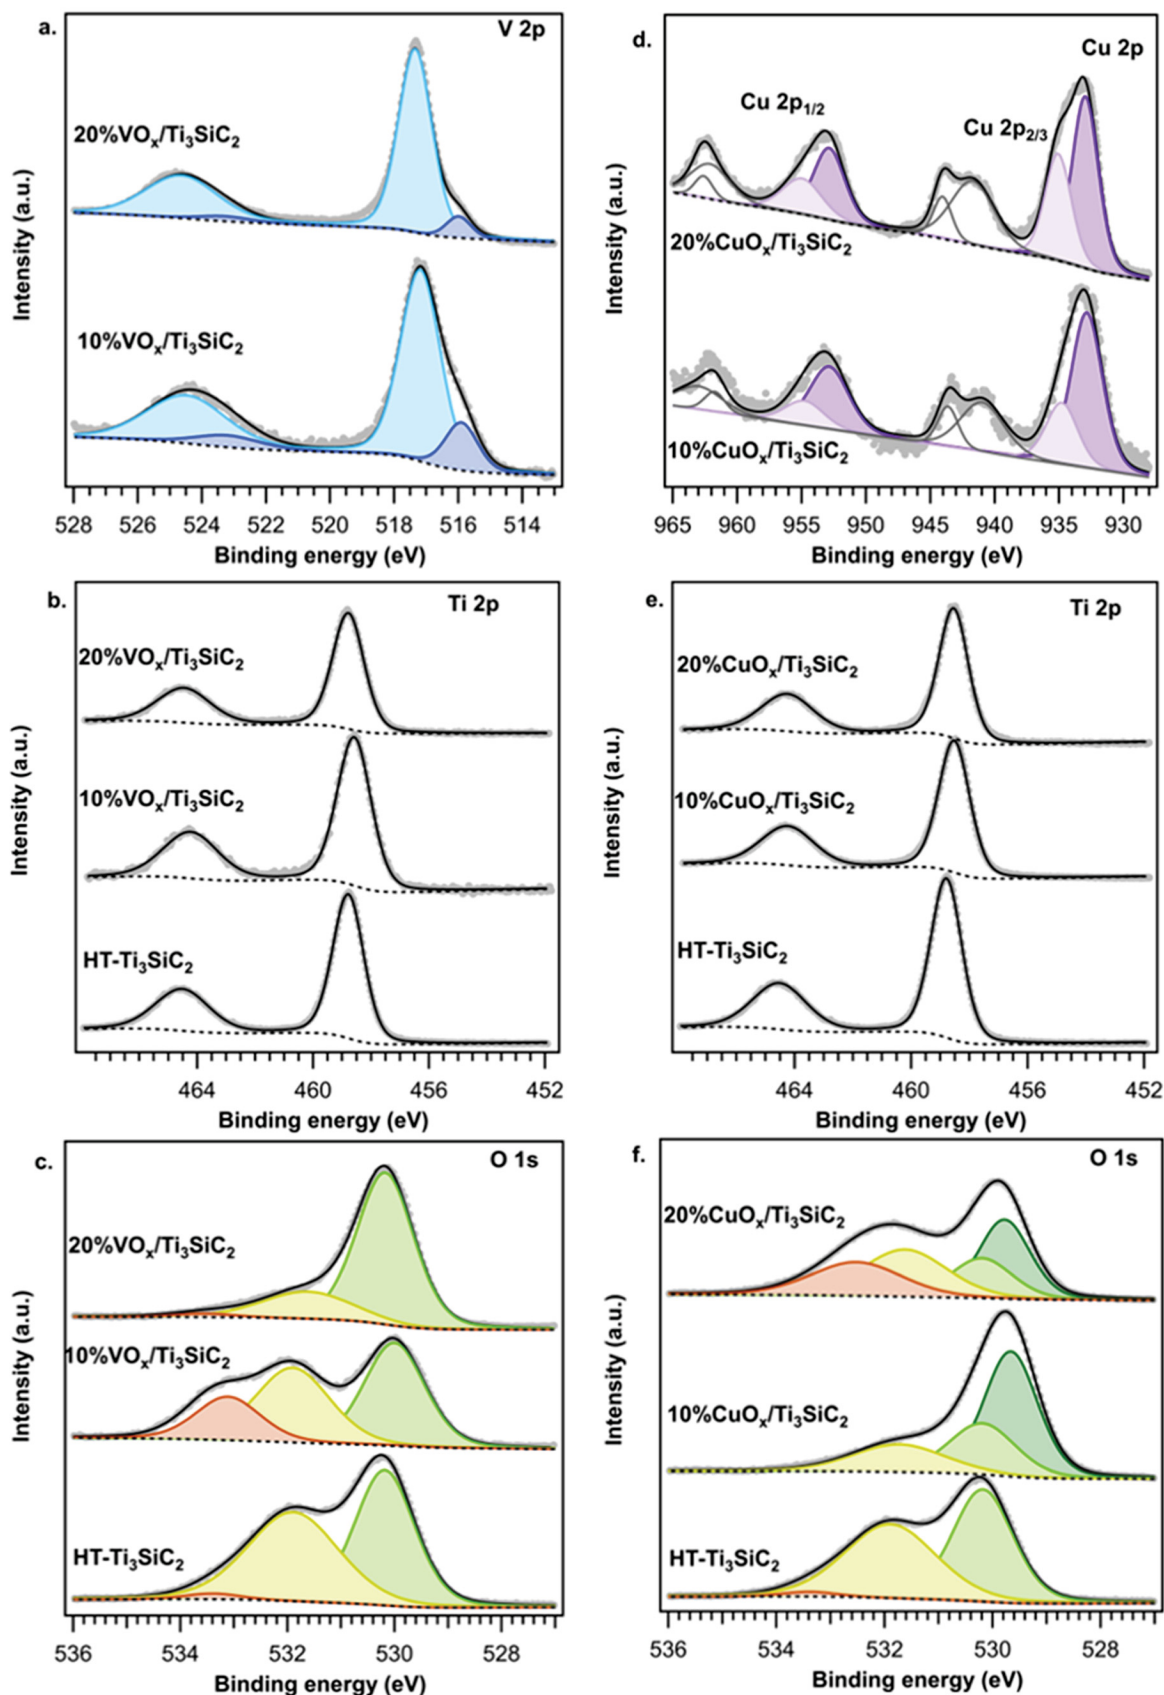 a.
V 2p
20%VOₓ/Ti₃SiC₂
10%VOₓ/Ti₃SiC₂
Intensity (a.u.)
528 526 524 522 520 518 516 514
Binding energy (eV)
d.
Cu 2p
Cu 2p₁/₂
Cu 2p₂/₃
20%CuOₓ/Ti₃SiC₂
10%CuOₓ/Ti₃SiC₂
Intensity (a.u.)
965 960 955 950 945 940 935 930
Binding energy (eV)
b.
Ti 2p
20%VOₓ/Ti₃SiC₂
10%VOₓ/Ti₃SiC₂
HT-Ti₃SiC₂
Intensity (a.u.)
464 460 456 452
Binding energy (eV)
e.
Ti 2p
20%CuOₓ/Ti₃SiC₂
10%CuOₓ/Ti₃SiC₂
HT-Ti₃SiC₂
Intensity (a.u.)
464 460 456 452
Binding energy (eV)
c.
O 1s
20%VOₓ/Ti₃SiC₂
10%VOₓ/Ti₃SiC₂
HT-Ti₃SiC₂
Intensity (a.u.)
536 534 532 530 528
Binding energy (eV)
f.
O 1s
20%CuOₓ/Ti₃SiC₂
10%CuOₓ/Ti₃SiC₂
HT-Ti₃SiC₂
Intensity (a.u.)
536 534 532 530 528
Binding energy (eV)